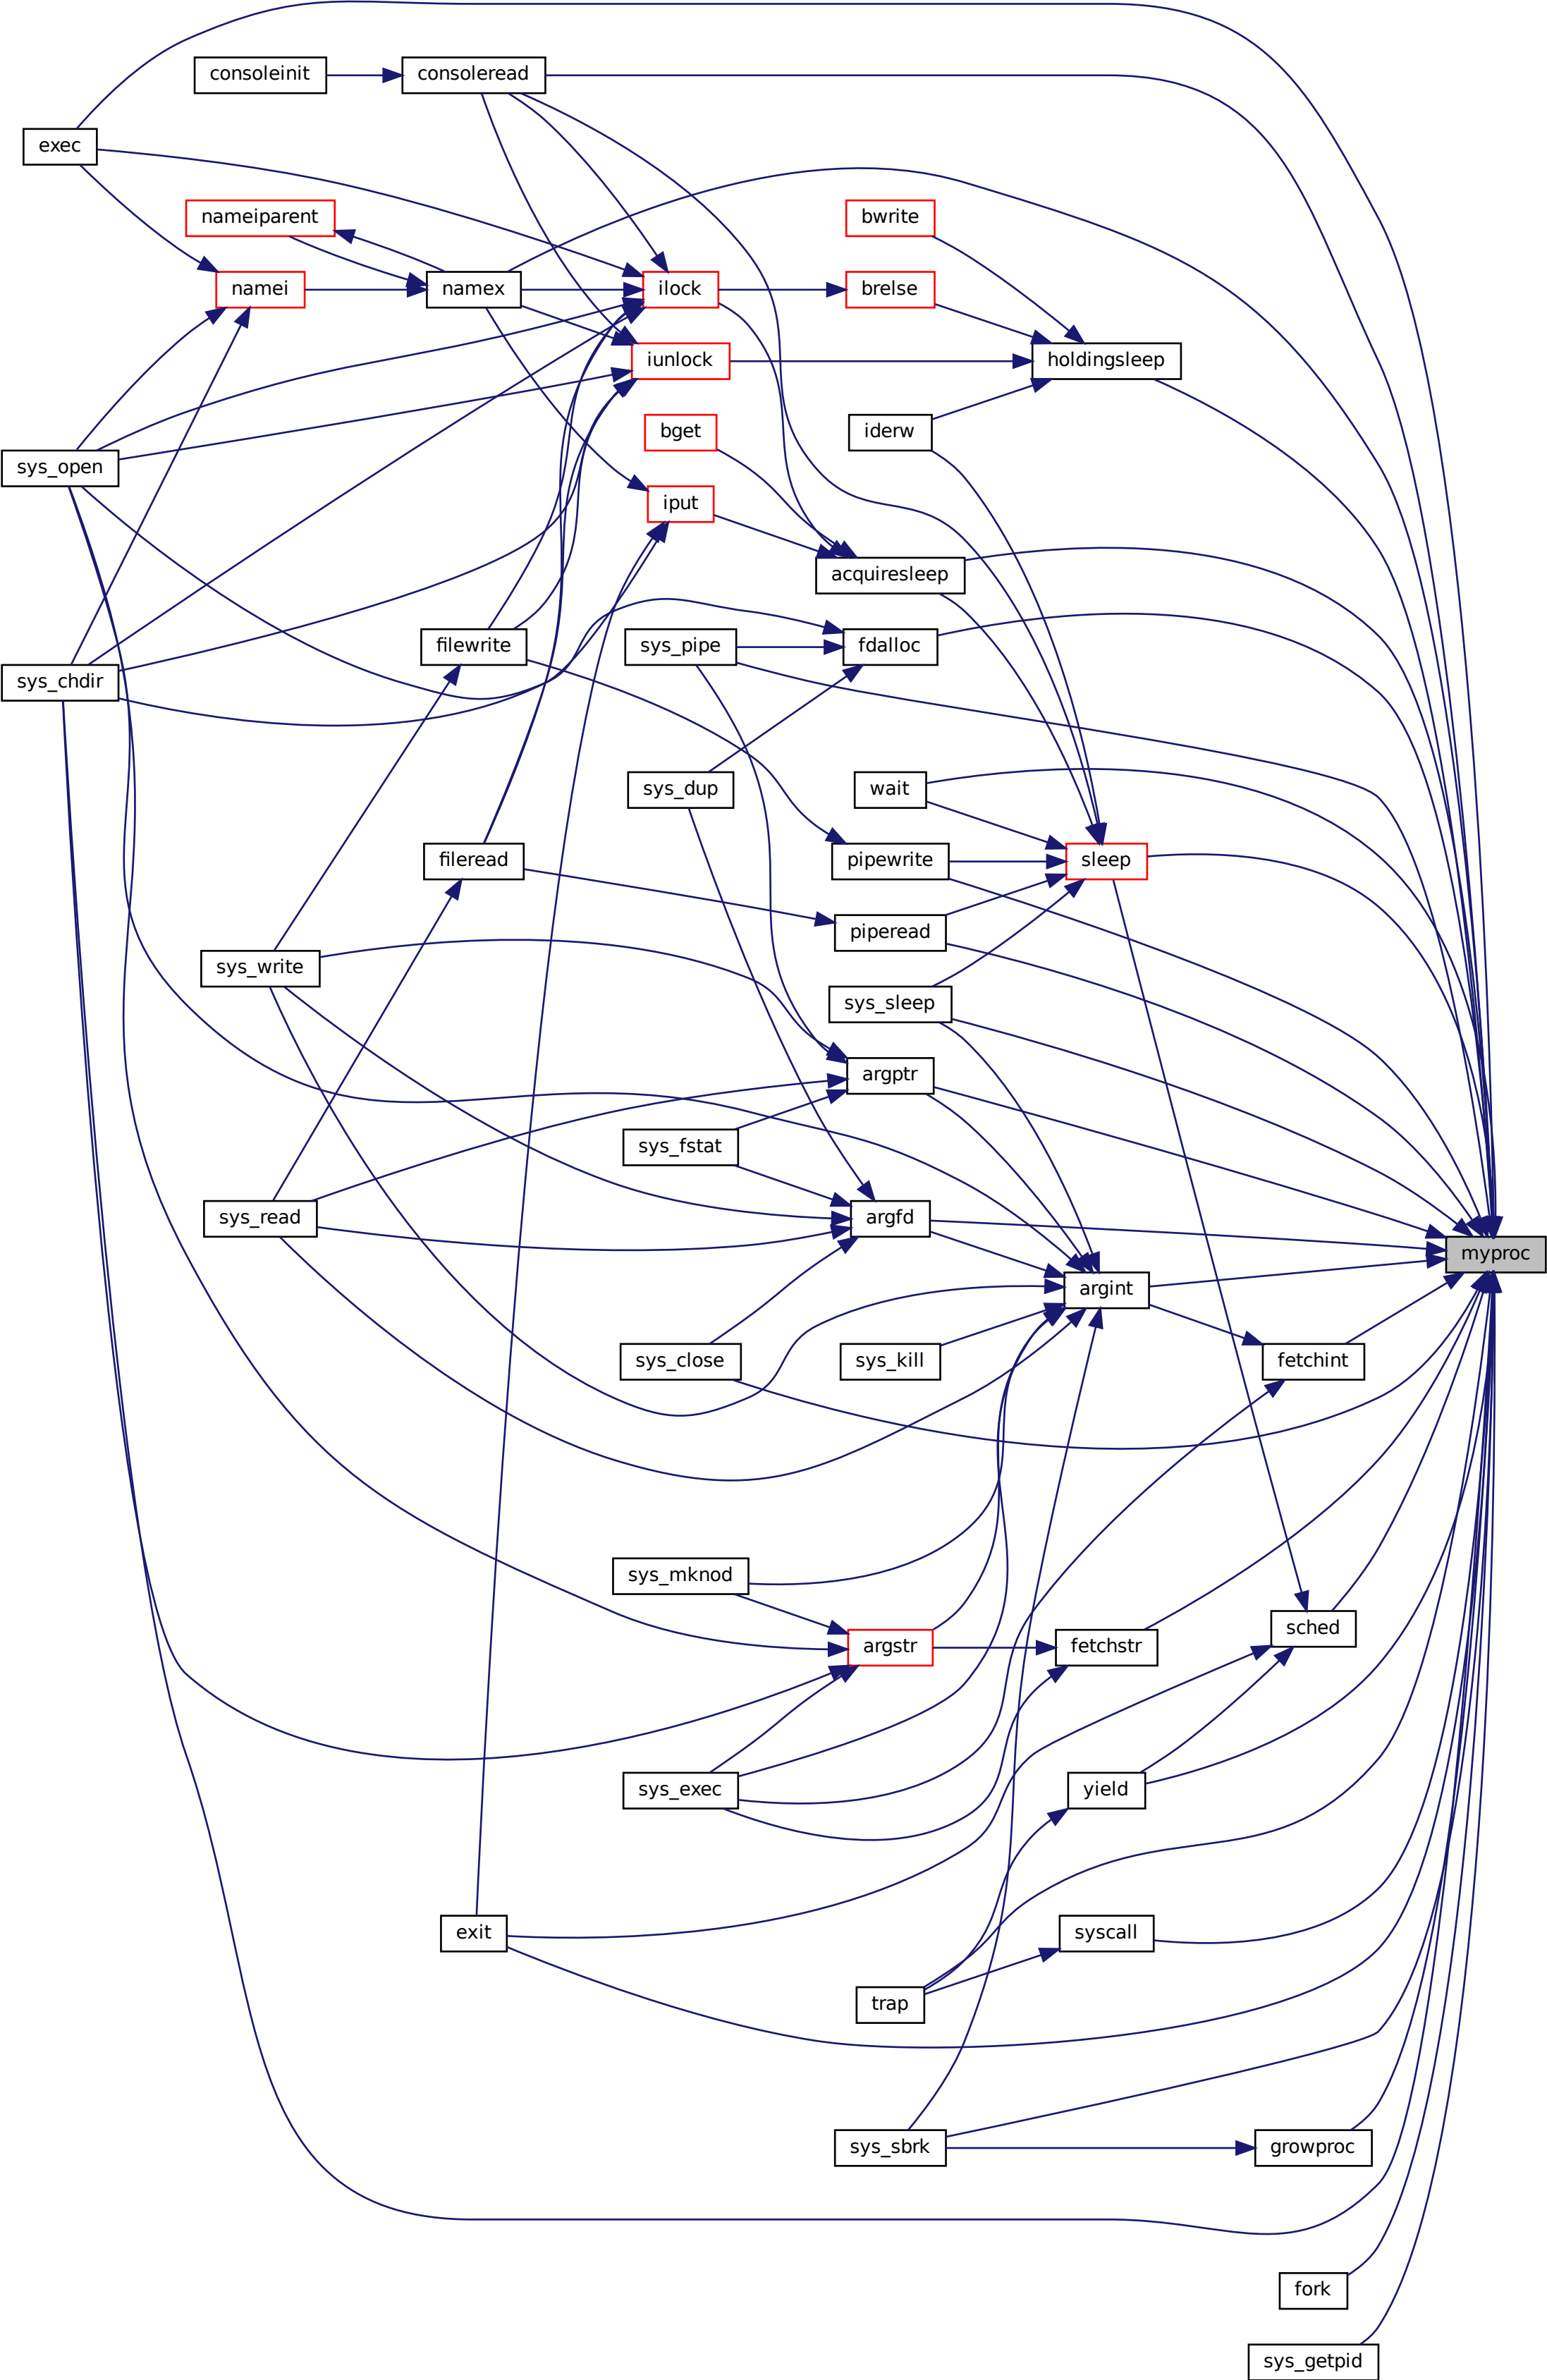 consoleinit
consoleread
exec
nameiparent
bwrite
namei
namex
ilock
brelse
iunlock
holdingsleep
bget
iderw
sys_open
iput
acquiresleep
filewrite
sys_pipe
fdalloc
sys_chdir
sys_dup
wait
fileread
pipewrite
sleep
piperead
sys_write
sys_sleep
argptr
sys_fstat
sys_read
argfd
myproc
argint
sys_close
sys_kill
fetchint
sys_mknod
sched
argstr
fetchstr
sys_exec
yield
exit
syscall
trap
sys_sbrk
growproc
fork
sys_getpid